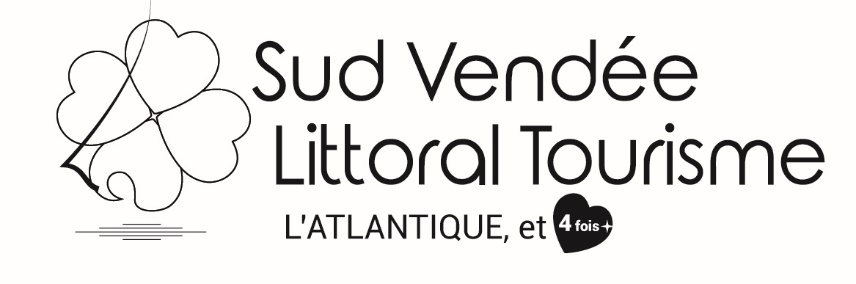 Sud Vendée
Littoral Tourisme
L'ATLANTIQUE, et 4 fois+